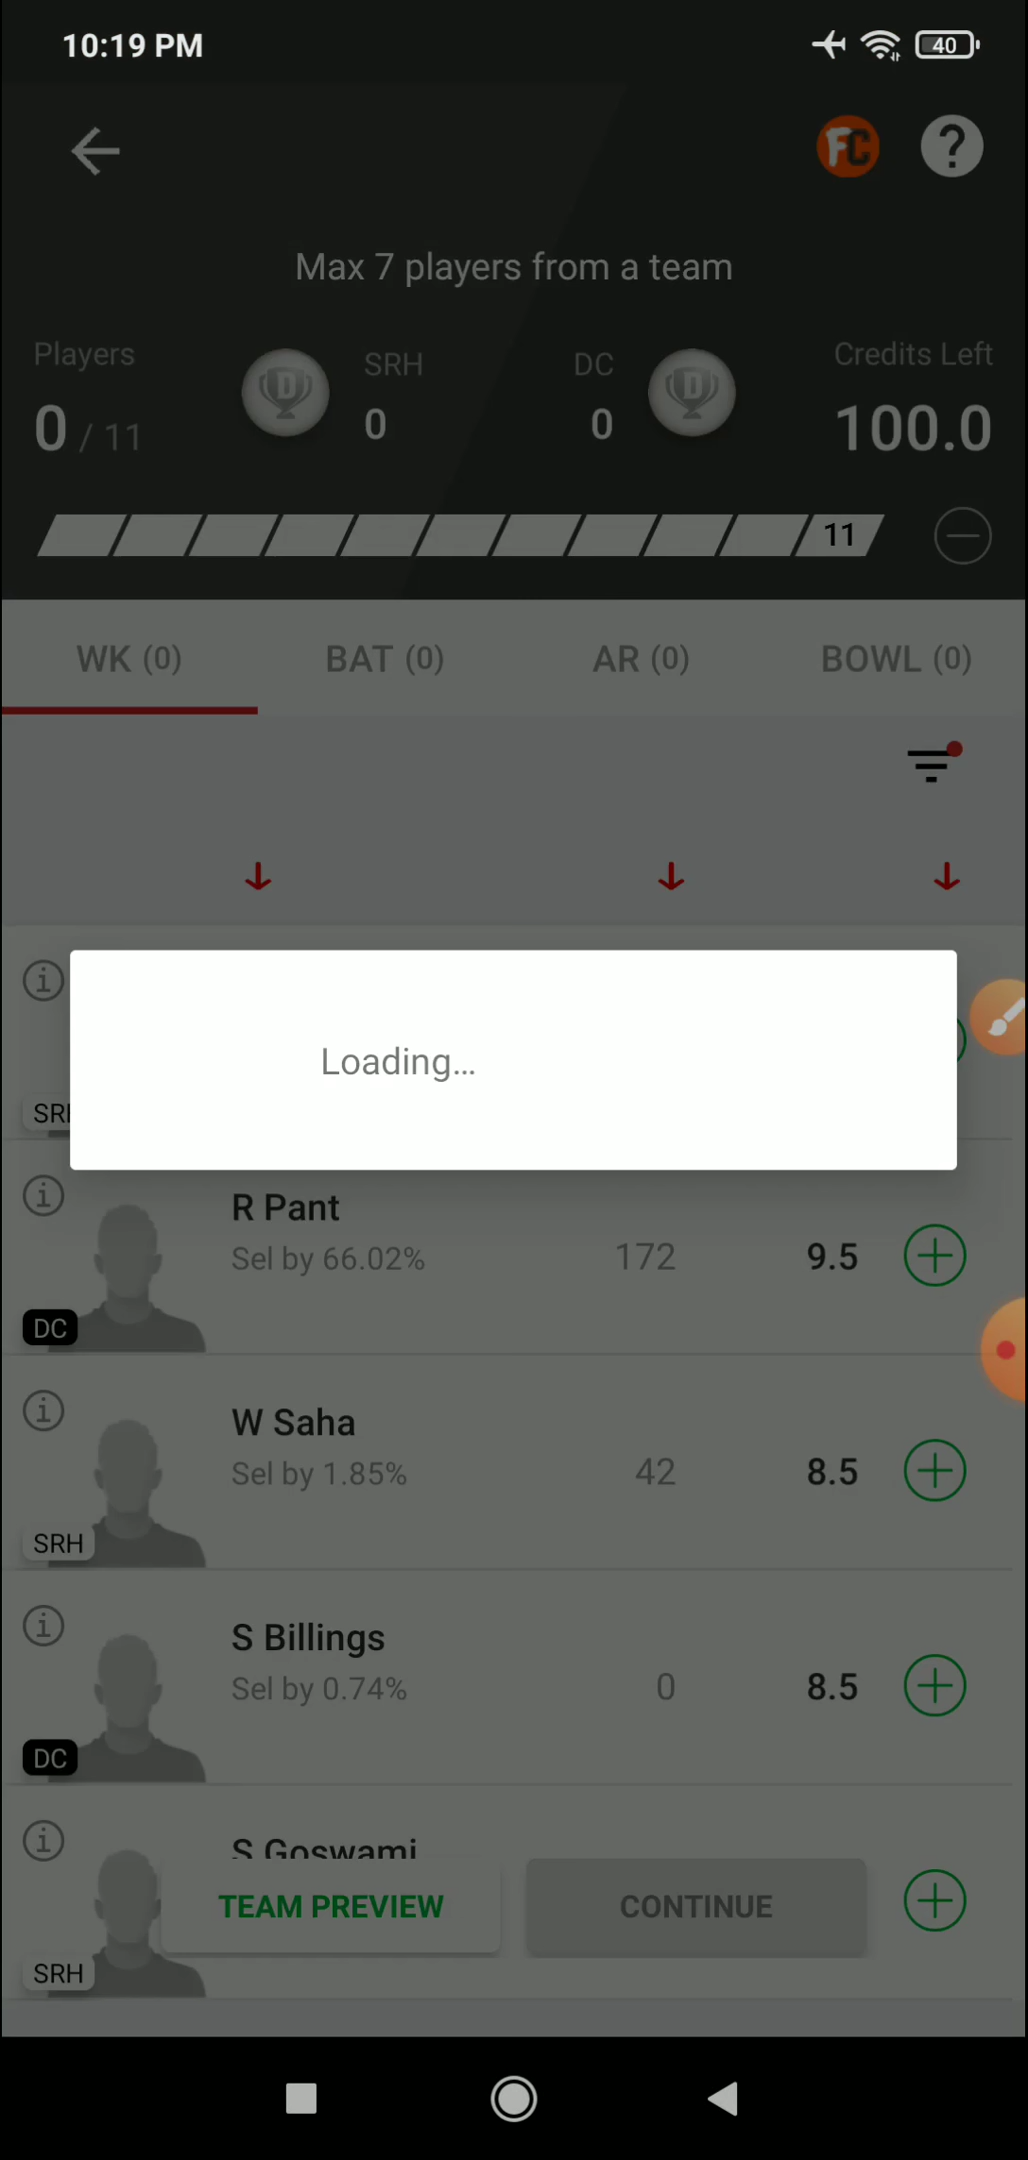 10:19 PM
40
FC
?
Max 7 players from a team
Players
SRH
DC
Credits Left
0 / 11
D
0
0
D
100.0
11
WK (0)
BAT (0)
AR (0)
BOWL (0)
i
Loading...
i
R Pant
Sel by 66.02%
172
9.5
DC
i
W Saha
Sel by 1.85%
42
8.5
SRH
i
S Billings
Sel by 0.74%
0
8.5
DC
i
S Goswami
TEAM PREVIEW
CONTINUE
SRH